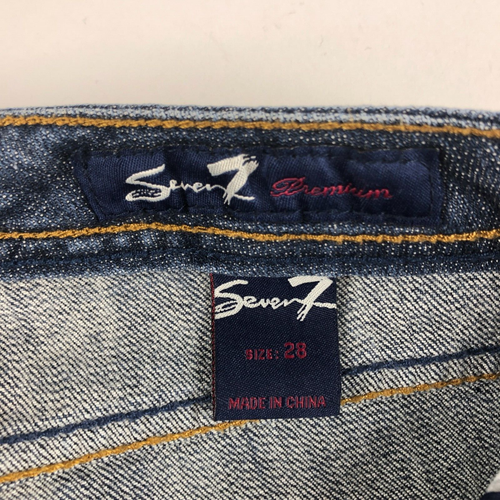 Seven7 Premium
Seven7
SIZE: 28
MADE IN CHINA